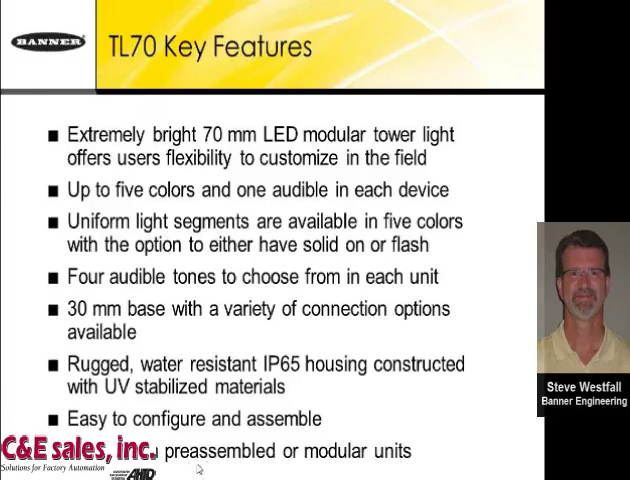 BANNER
TL70 Key Features
Extremely bright 70 mm LED modular tower light
offers users flexibility to customize in the field
Up to five colors and one audible in each device
Uniform light segments are available in five colors
with the option to either have solid on or flash
Four audible tones to choose from in each unit
30 mm base with a variety of connection options
available
Rugged, water resistant IP65 housing constructed
with UV stabilized materials
Easy to configure and assemble
preassembled or modular units
C&E sales, inc.
Solutions for Factory Automation
Steve Westfall
Banner Engineering